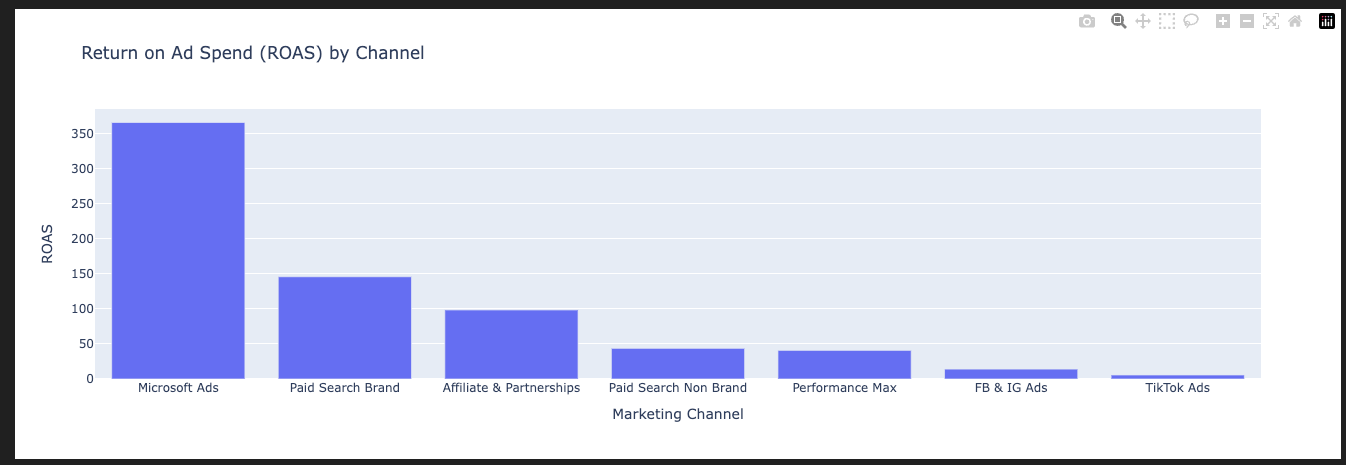 Return on Ad Spend (ROAS) by Channel
350
300
250
200
150
100
50
0
ROAS
Microsoft Ads
Paid Search Brand
Affiliate & Partnerships
Paid Search Non Brand
Performance Max
FB & IG Ads
TikTok Ads
Marketing Channel